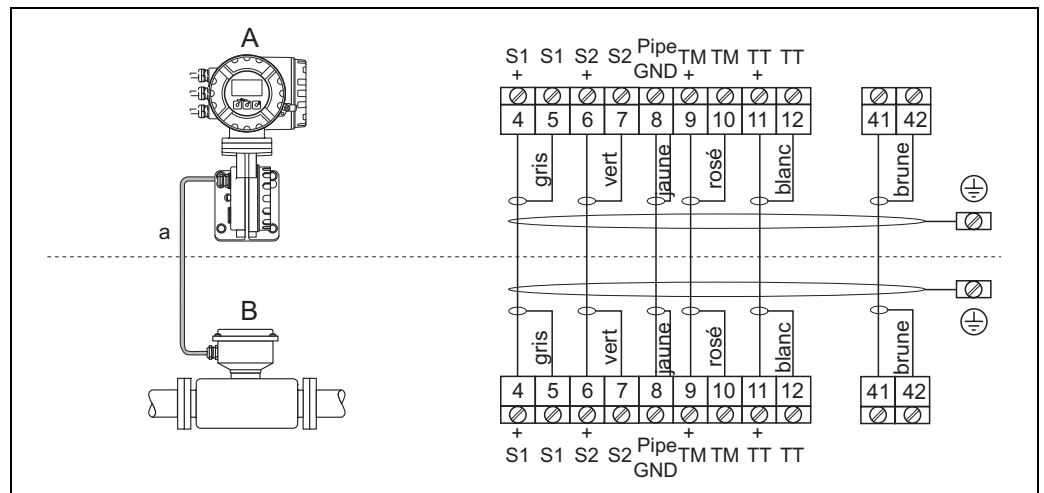 A
a
B
S1 S1 S2 S2 Pipe GND TM TM TT TT
+ + + +
4 5 6 7 8 9 10 11 12 41 42
gris vert jaune rosé blanc brune
gris vert jaune rosé blanc brune
4 5 6 7 8 9 10 11 12 41 42
+ + + +
S1 S1 S2 S2 Pipe GND TM TM TT TT